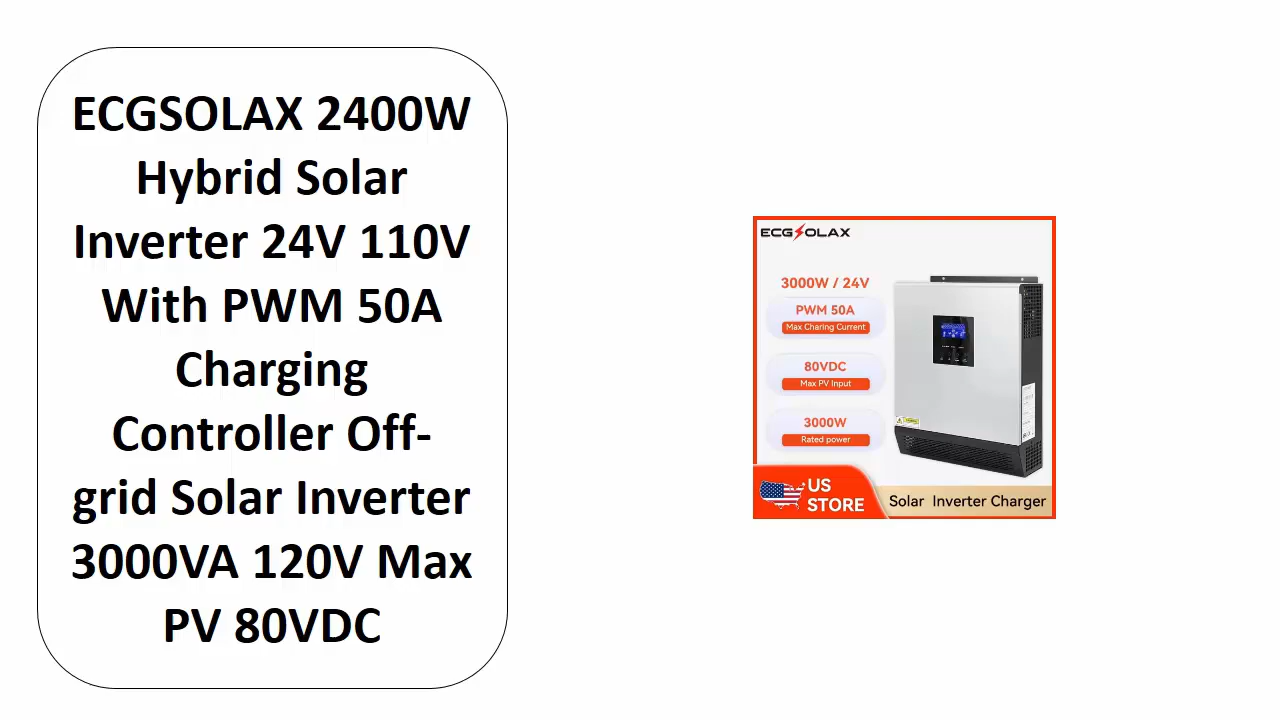 ECGSOLAX 2400W
Hybrid Solar
Inverter 24V 110V
With PWM 50A
Charging
Controller Off-
grid Solar Inverter
3000VA 120V Max
PV 80VDC
ECGSOLAX
3000W / 24V
PWM 50A
Max Charing Current
80VDC
Max PV Input
3000W
Rated power
US
STORE
Solar Inverter Charger